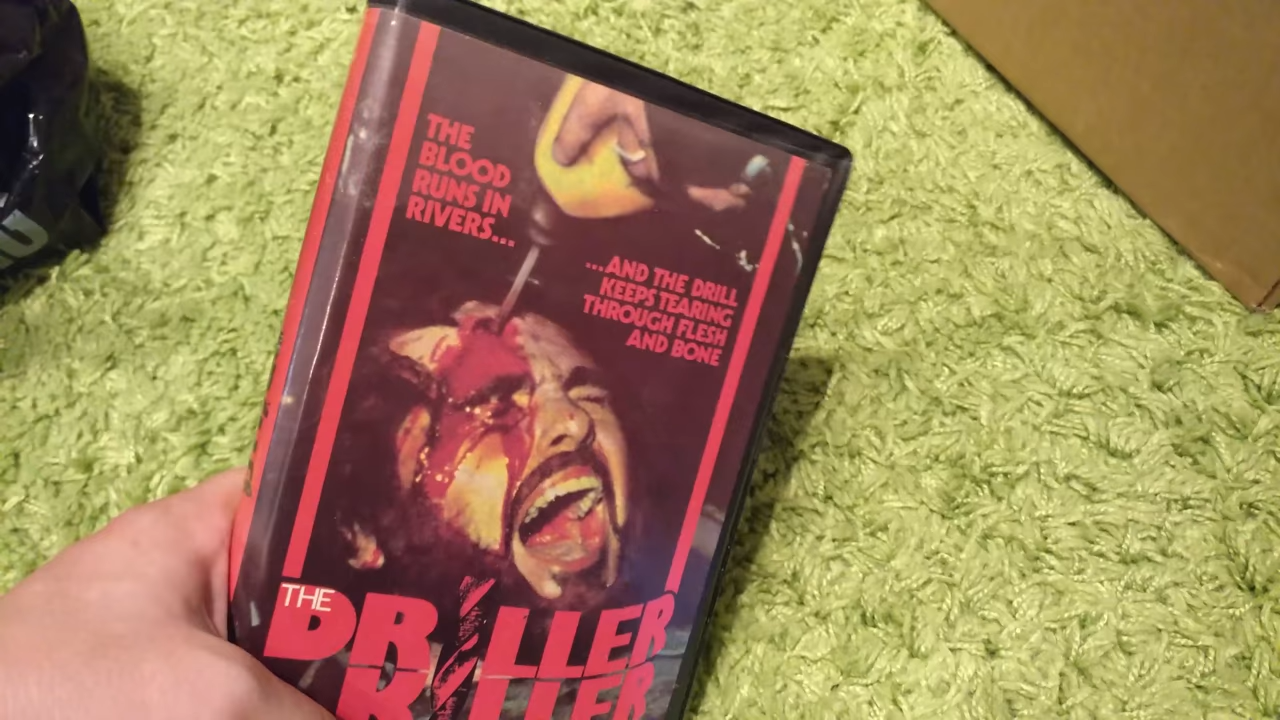 THE
BLOOD
RUNS IN
RIVERS...
...AND THE DRILL
KEEPS TEARING
THROUGH FLESH
AND BONE
THE
DRILLER